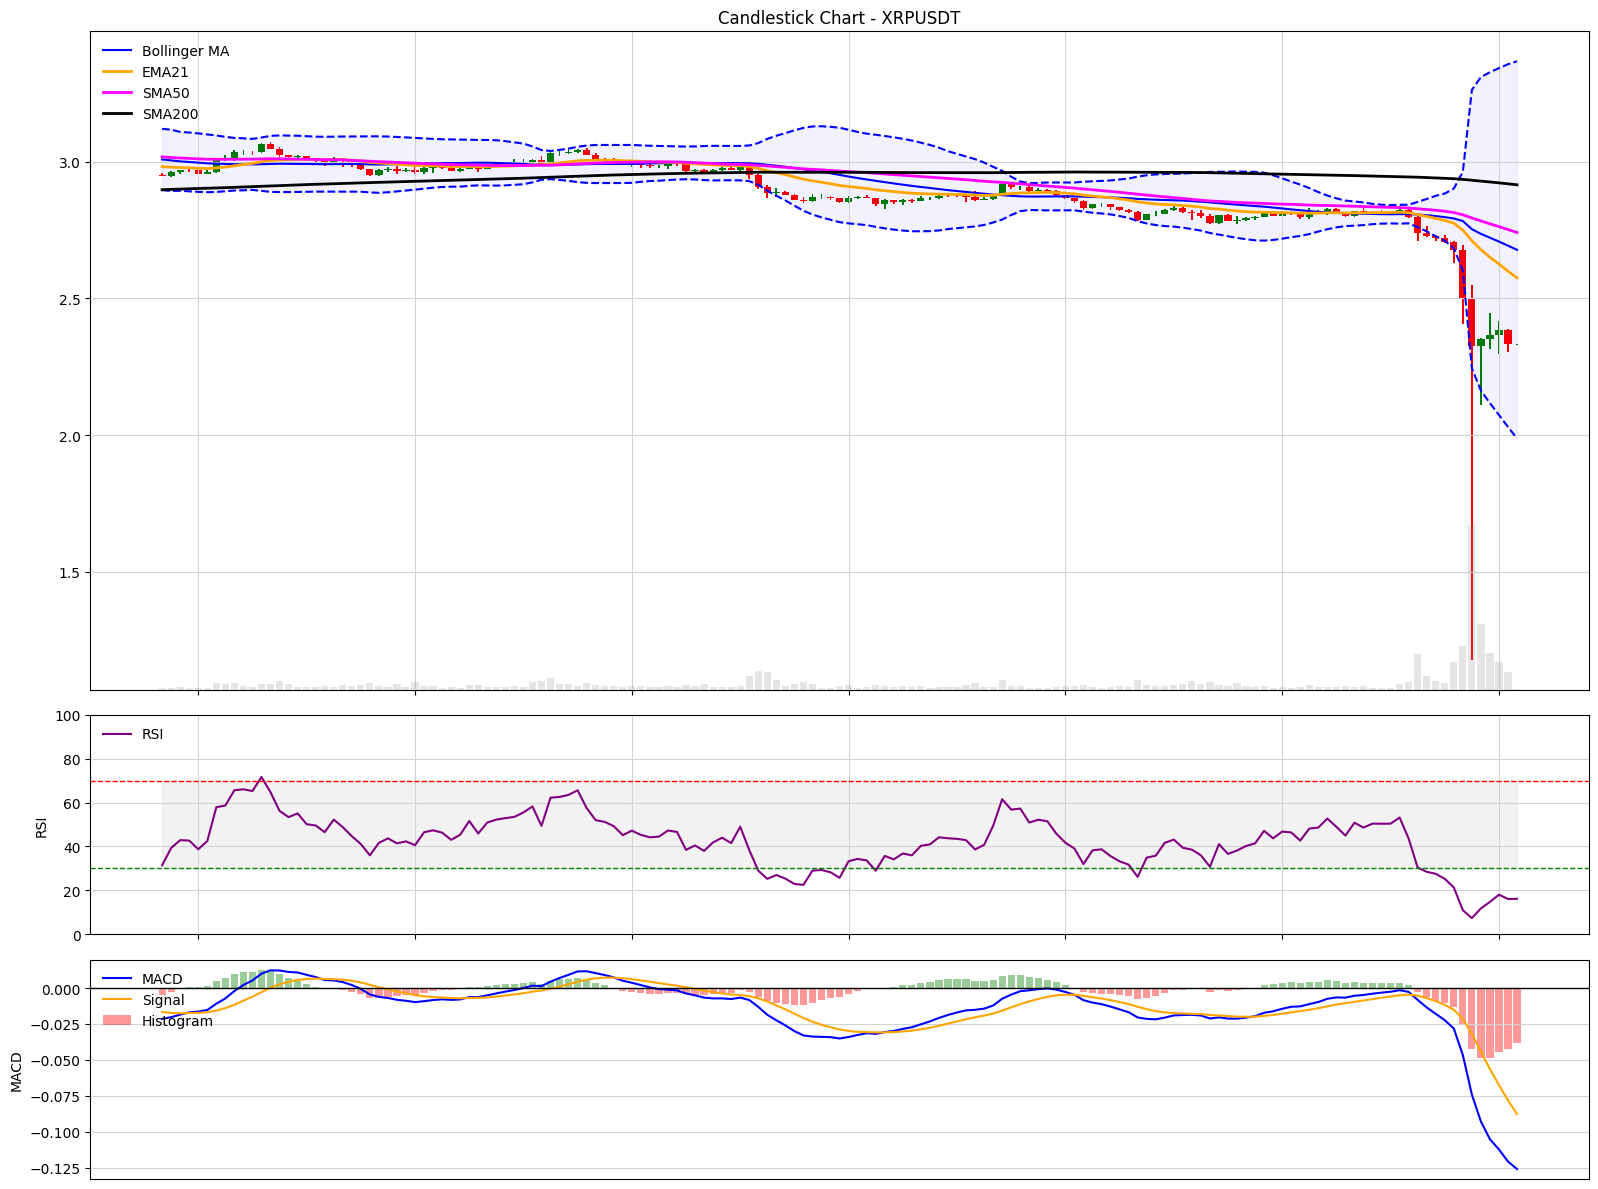 Candlestick Chart - XRPUSDT
Bollinger MA
EMA21
SMA50
SMA200
3.0
2.5
2.0
1.5
RSI
100
80
60
40
20
0
RSI
MACD
Signal
Histogram
0.000
−0.025
−0.050
−0.075
−0.100
−0.125
MACD